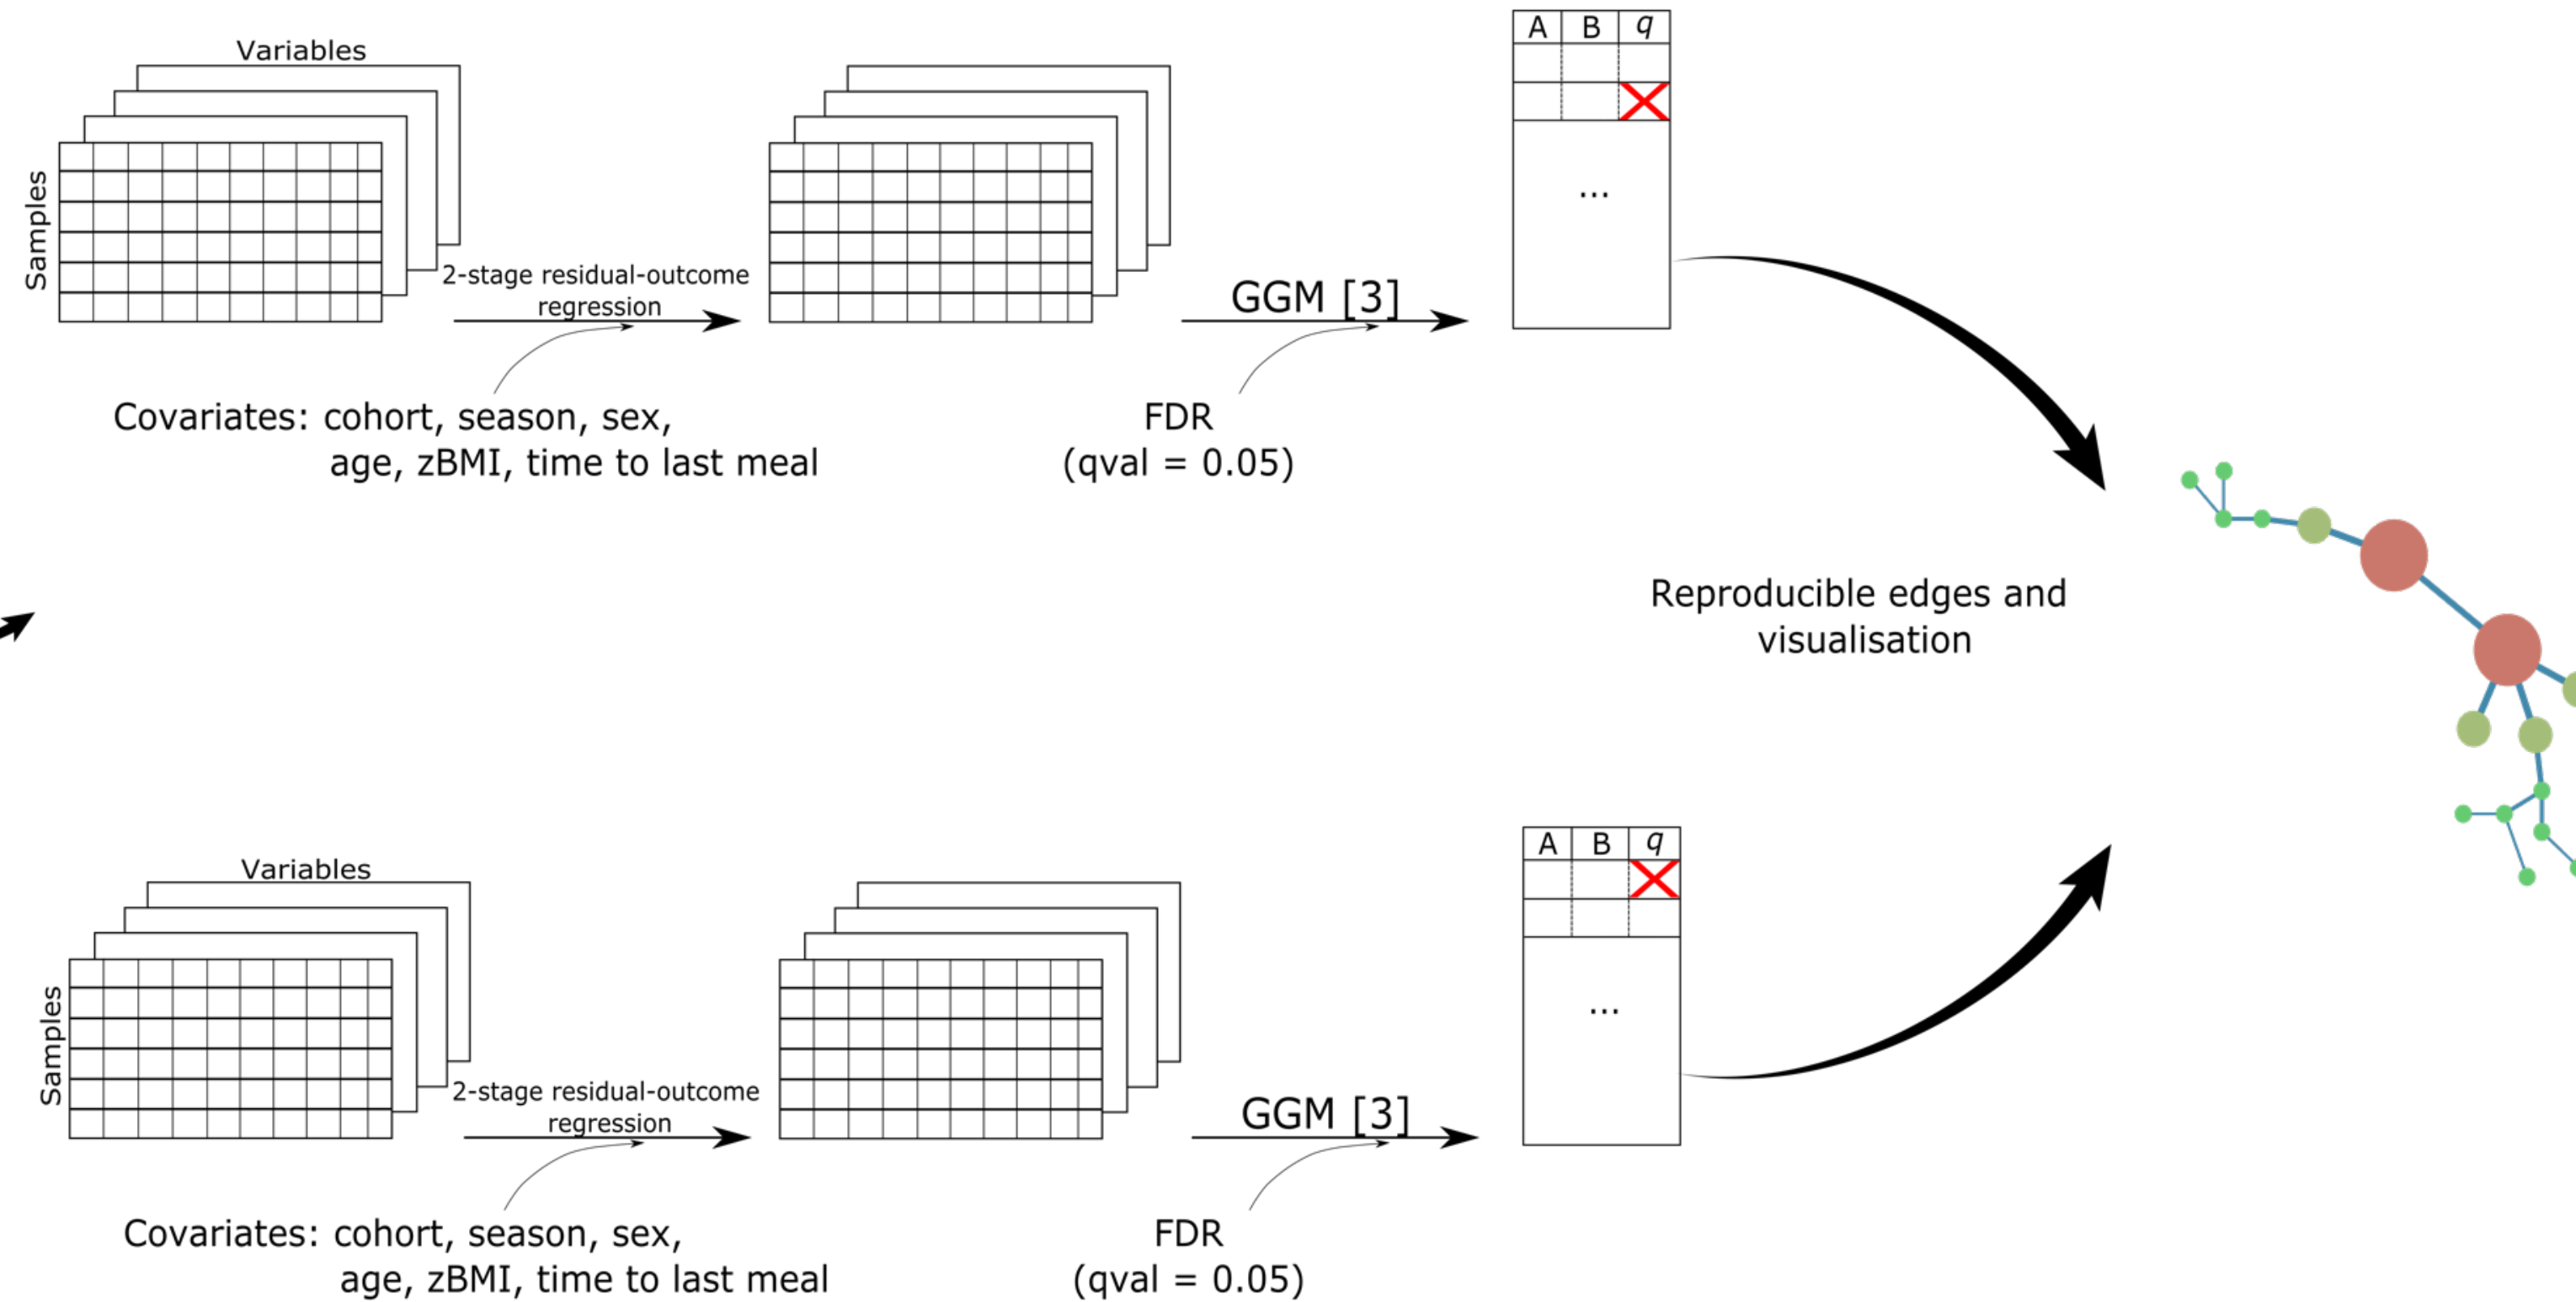 Variables
Samples
2-stage residual-outcome
regression
Covariates: cohort, season, sex,
age, zBMI, time to last meal
GGM [3]
FDR
(qval = 0.05)
A B q
...
Reproducible edges and
visualisation
Variables
Samples
2-stage residual-outcome
regression
Covariates: cohort, season, sex,
age, zBMI, time to last meal
GGM [3]
FDR
(qval = 0.05)
A B q
...